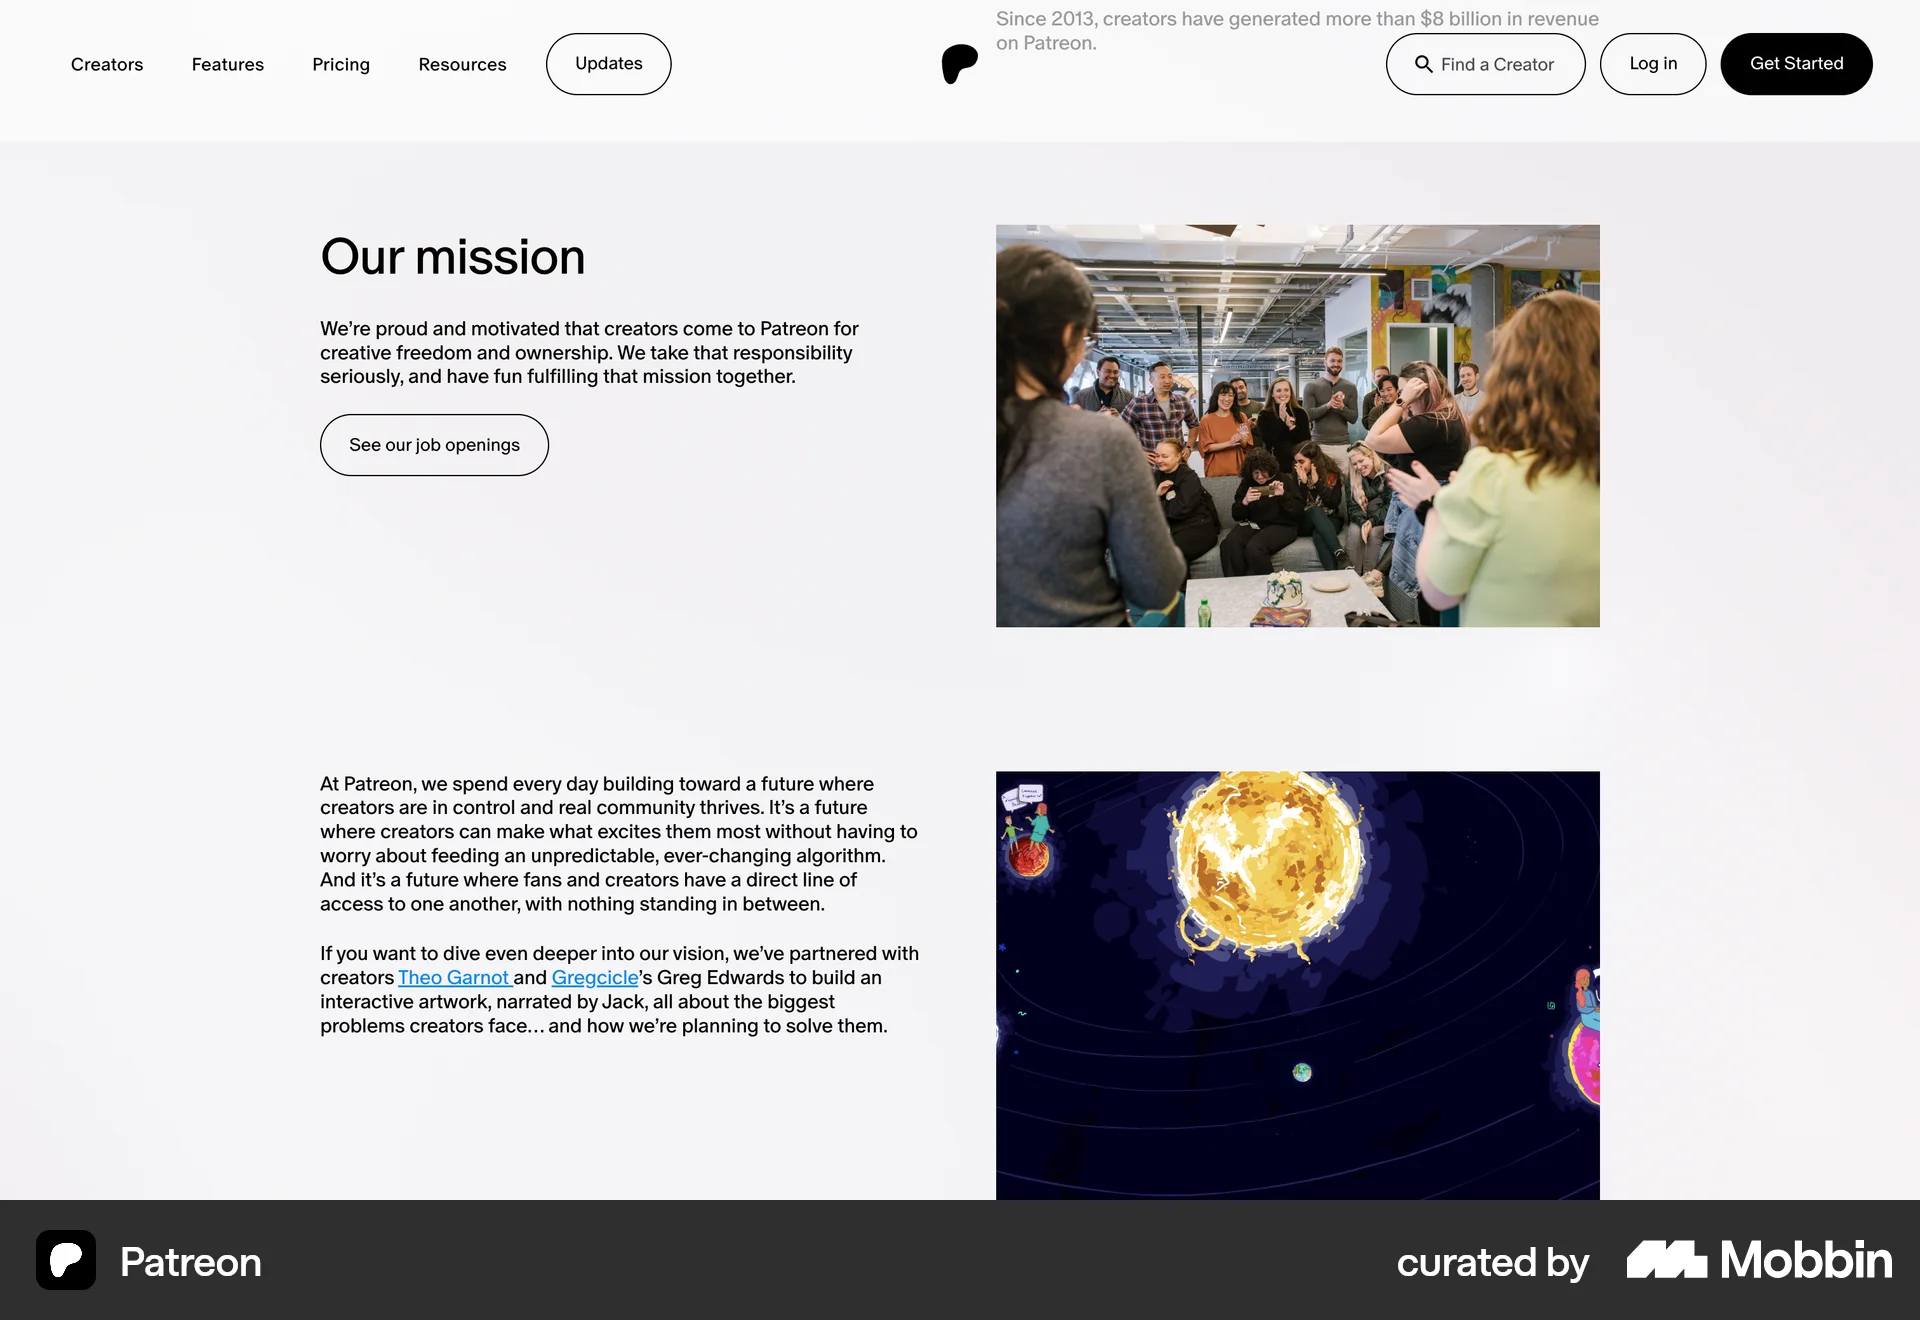 Since 2013, creators have generated more than $8 billion in revenue
on Patreon.
Creators Features Pricing Resources Updates Find a Creator Log in Get Started
Our mission
We’re proud and motivated that creators come to Patreon for
creative freedom and ownership. We take that responsibility
seriously, and have fun fulfilling that mission together.
See our job openings
At Patreon, we spend every day building toward a future where
creators are in control and real community thrives. It’s a future
where creators can make what excites them most without having to
worry about feeding an unpredictable, ever-changing algorithm.
And it’s a future where fans and creators have a direct line of
access to one another, with nothing standing in between.
If you want to dive even deeper into our vision, we’ve partnered with
creators Theo Garnot and Gregcicle’s Greg Edwards to build an
interactive artwork, narrated by Jack, all about the biggest
problems creators face… and how we’re planning to solve them.
Patreon
curated by Mobbin